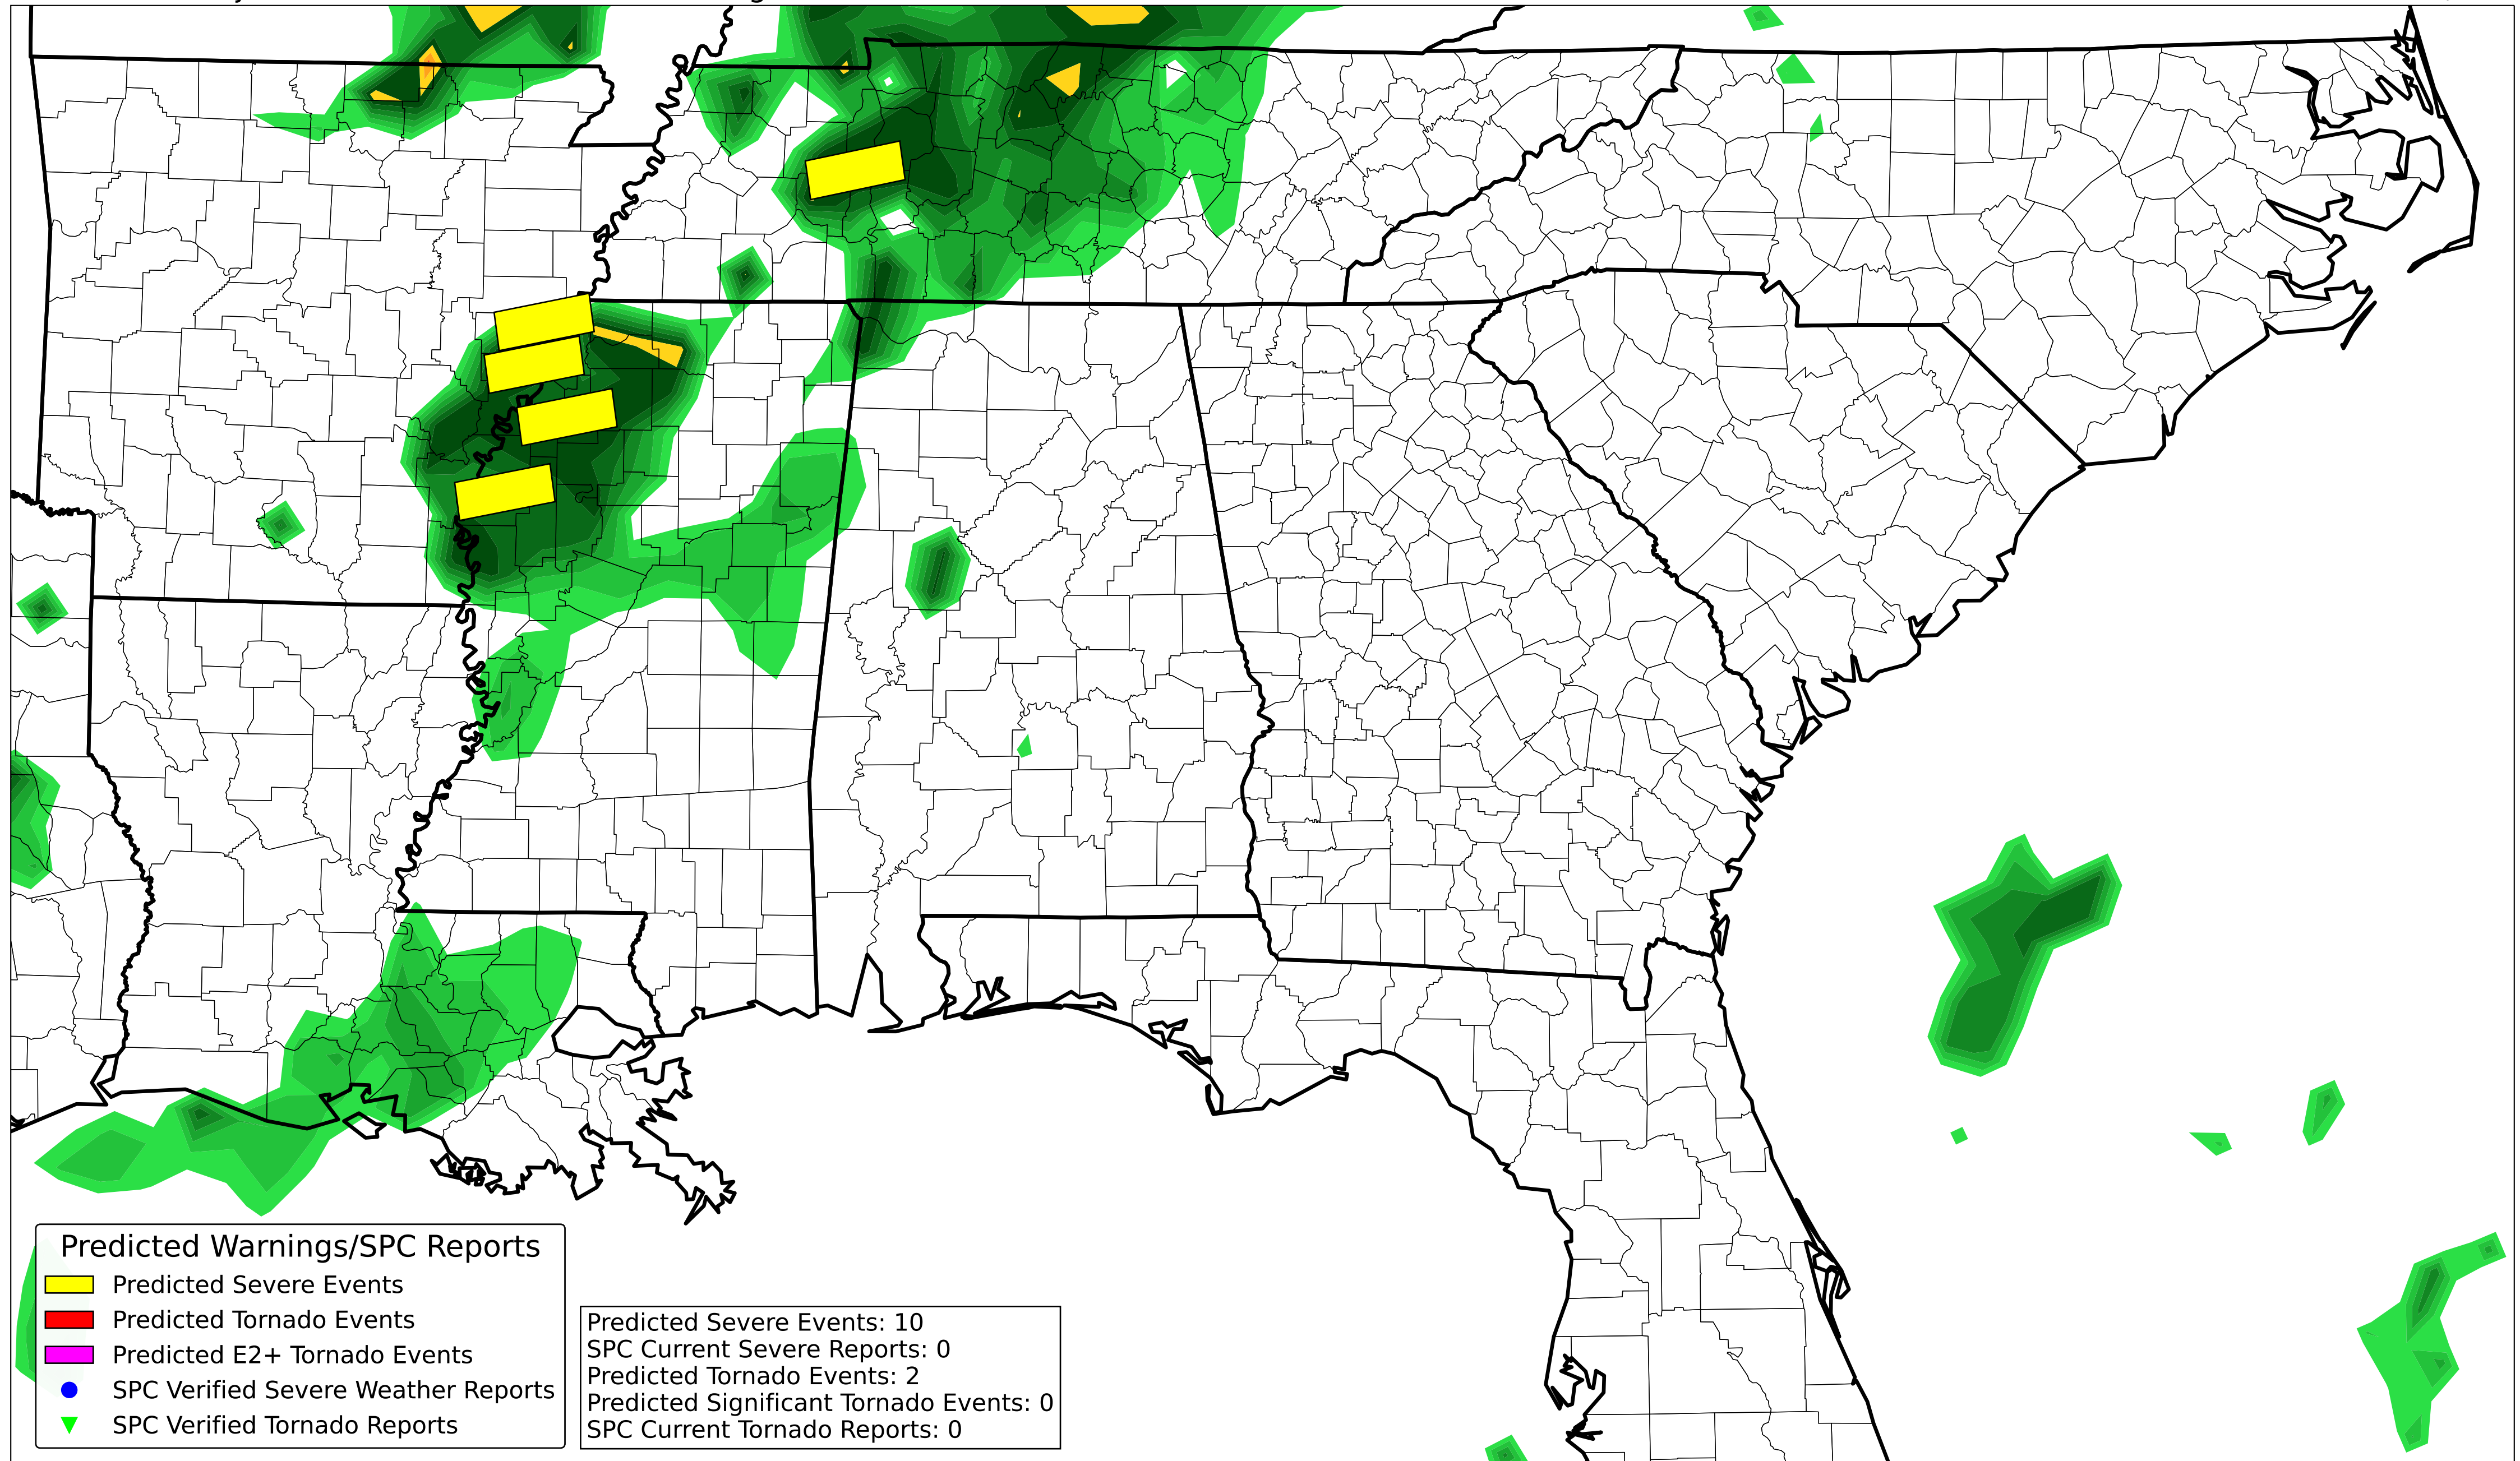 Predicted Warnings/SPC Reports
Predicted Severe Events
Predicted Tornado Events
Predicted E2+ Tornado Events
SPC Verified Severe Weather Reports
SPC Verified Tornado Reports
Predicted Severe Events: 10
SPC Current Severe Reports: 0
Predicted Tornado Events: 2
Predicted Significant Tornado Events: 0
SPC Current Tornado Reports: 0